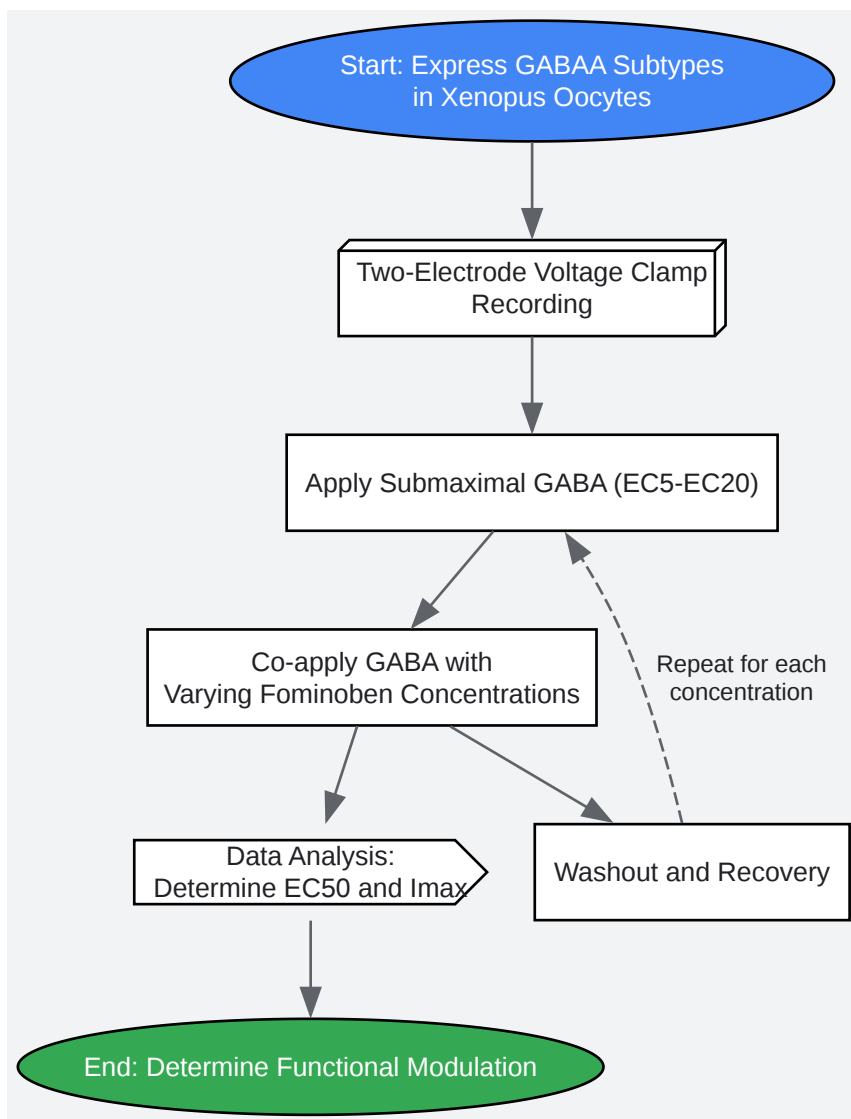 Start: Express GABAA Subtypes
in Xenopus Oocytes
Two-Electrode Voltage Clamp
Recording
Apply Submaximal GABA (EC5-EC20)
Co-apply GABA with
Varying Fominoben Concentrations
Repeat for each
concentration
Data Analysis:
Determine EC50 and Imax
Washout and Recovery
End: Determine Functional Modulation